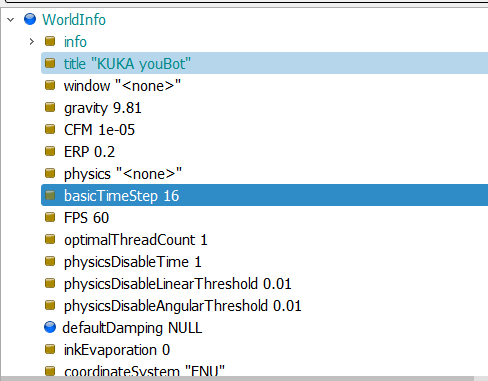 WorldInfo
info
title "KUKA youBot"
window "<none>"
gravity 9.81
CFM 1e-05
ERP 0.2
physics "<none>"
basicTimeStep 16
FPS 60
optimalThreadCount 1
physicsDisableTime 1
physicsDisableLinearThreshold 0.01
physicsDisableAngularThreshold 0.01
defaultDamping NULL
inkEvaporation 0
coordinateSystem "ENU"